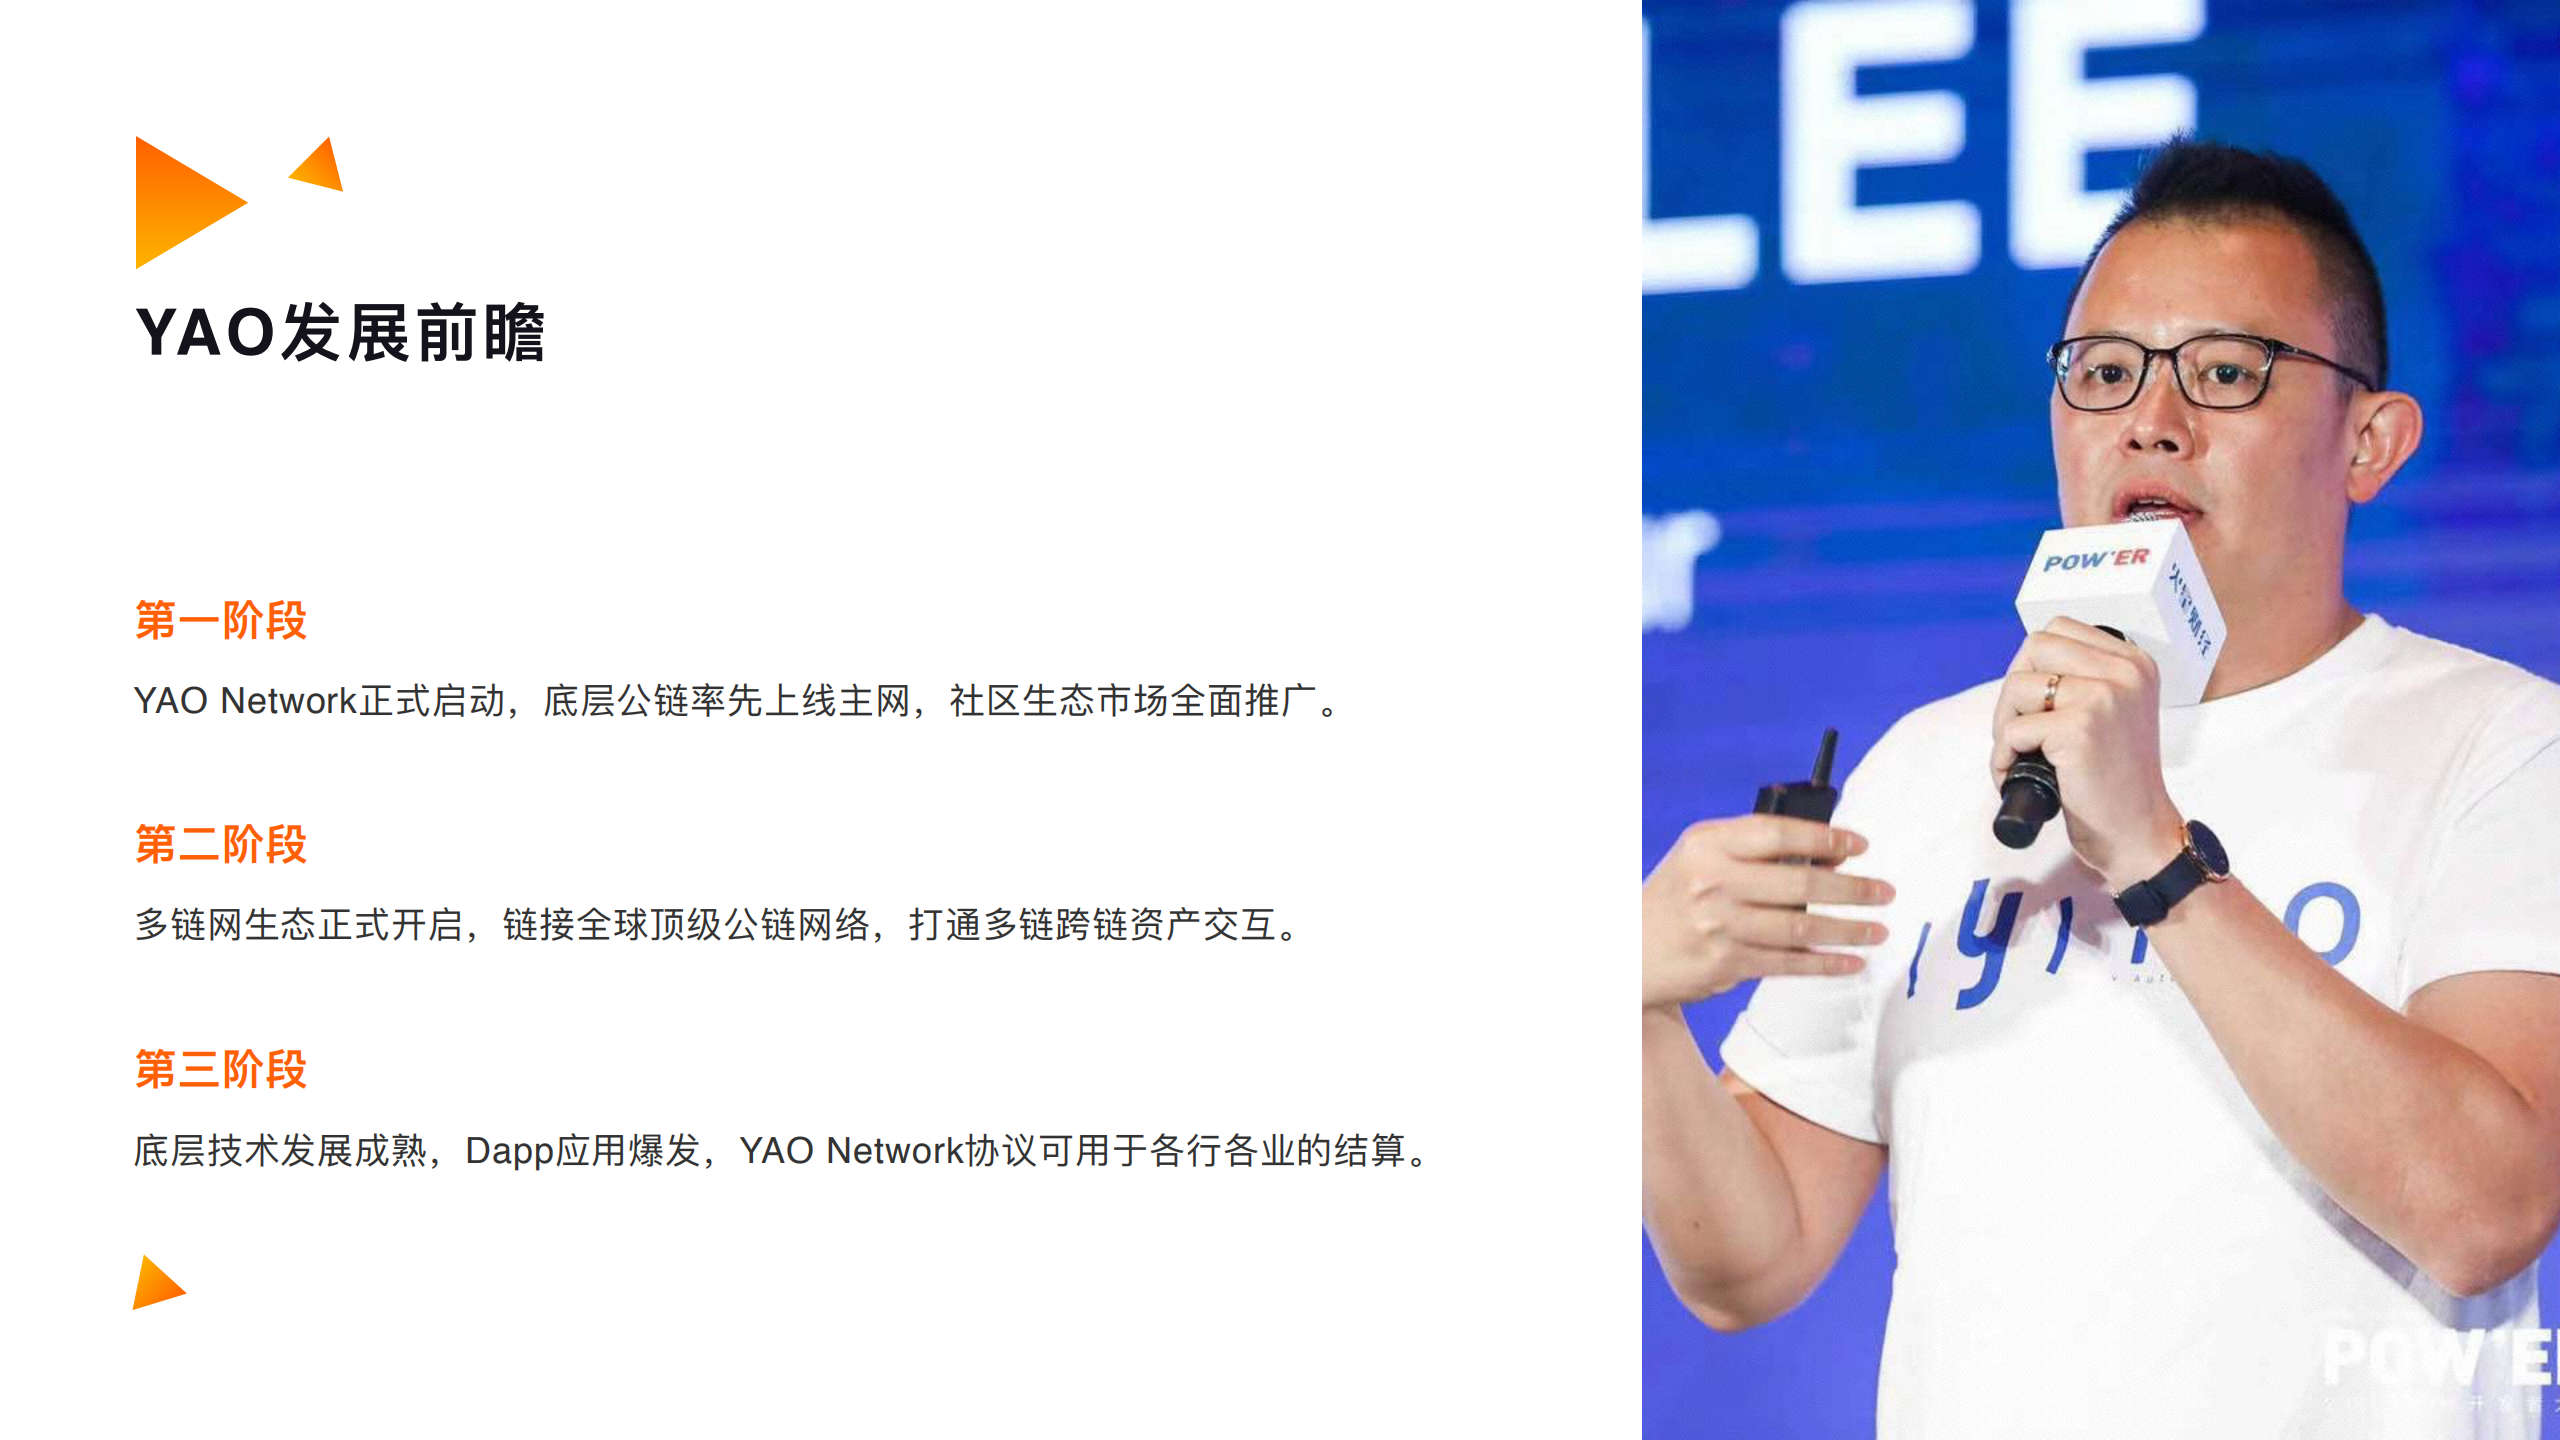 YAO发展前瞻
第一阶段
YAO Network正式启动，底层公链率先上线主网，社区生态市场全面推广。
第二阶段
多链网生态正式开启，链接全球顶级公链网络，打通多链跨链资产交互。
第三阶段
底层技术发展成熟，Dapp应用爆发，YAO Network协议可用于各行各业的结算。
LEE
POW'ER
火星财经
POW'E